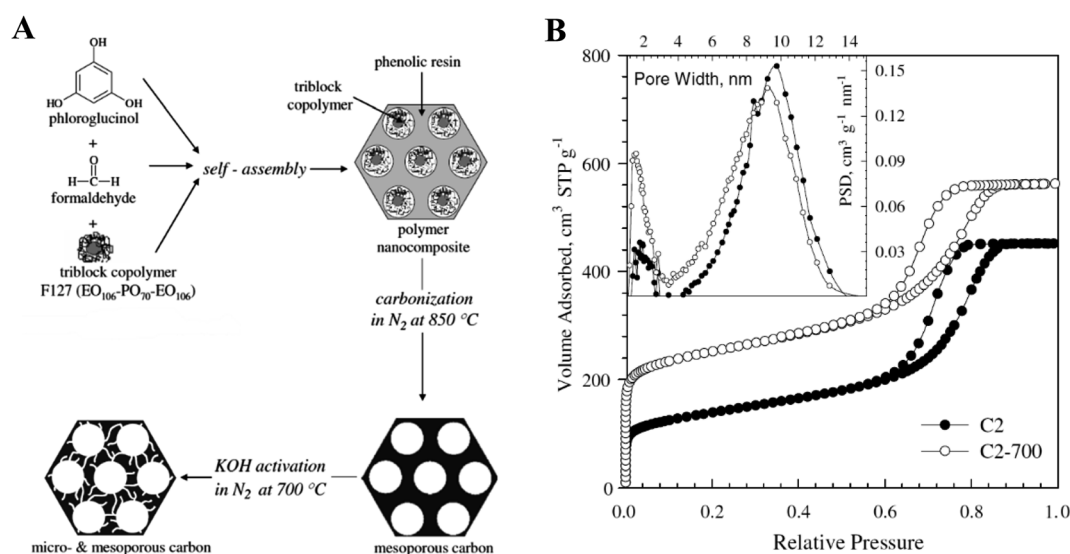 A
OH
HO
OH
phloroglucinol
+
O
H
C
H
formaldehyde
+
triblock copolymer
F127 (EO106-PO70-EO106)
self - assembly
phenolic resin
triblock
copolymer
polymer
nanocomposite
carbonization
in N2 at 850 °C
KOH activation
in N2 at 700 °C
micro- & mesoporous carbon
mesoporous carbon
B
2 4 6 8 10 12 14
Pore Width, nm
0.15
0.12
0.09
0.06
0.03
PSD, cm3 g-1 nm-1
800
600
400
200
0
Volume Adsorbed, cm3 STP g-1
C2
C2-700
0.0 0.2 0.4 0.6 0.8 1.0
Relative Pressure